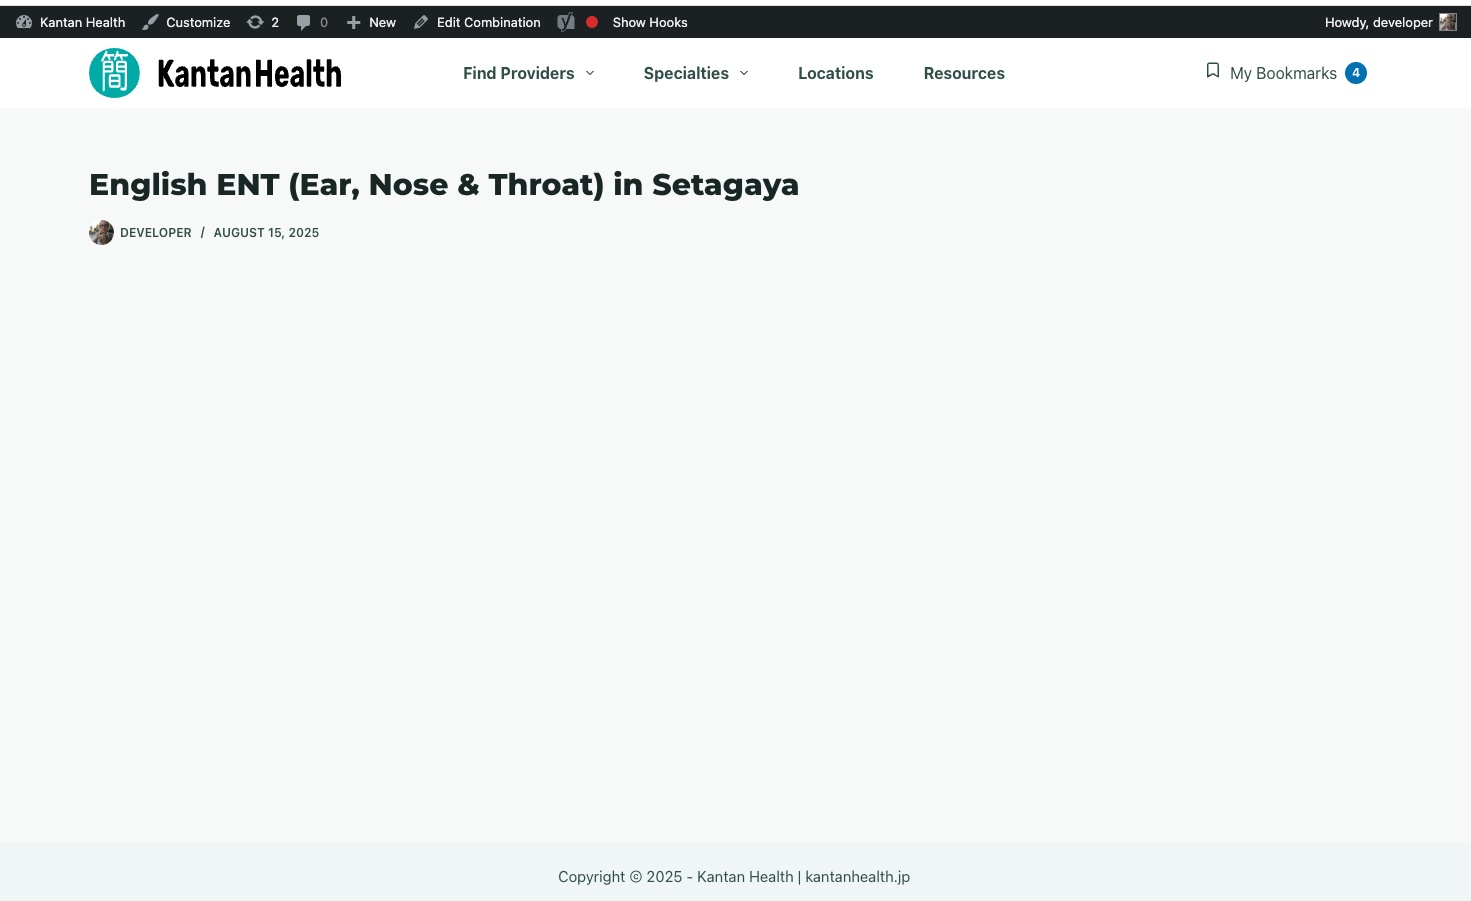 Kantan Health Customize 2 0 New Edit Combination Show Hooks Howdy, developer
簡 Kantan Health Find Providers Specialties Locations Resources My Bookmarks 4
English ENT (Ear, Nose & Throat) in Setagaya
DEVELOPER / AUGUST 15, 2025
Copyright © 2025 - Kantan Health | kantanhealth.jp